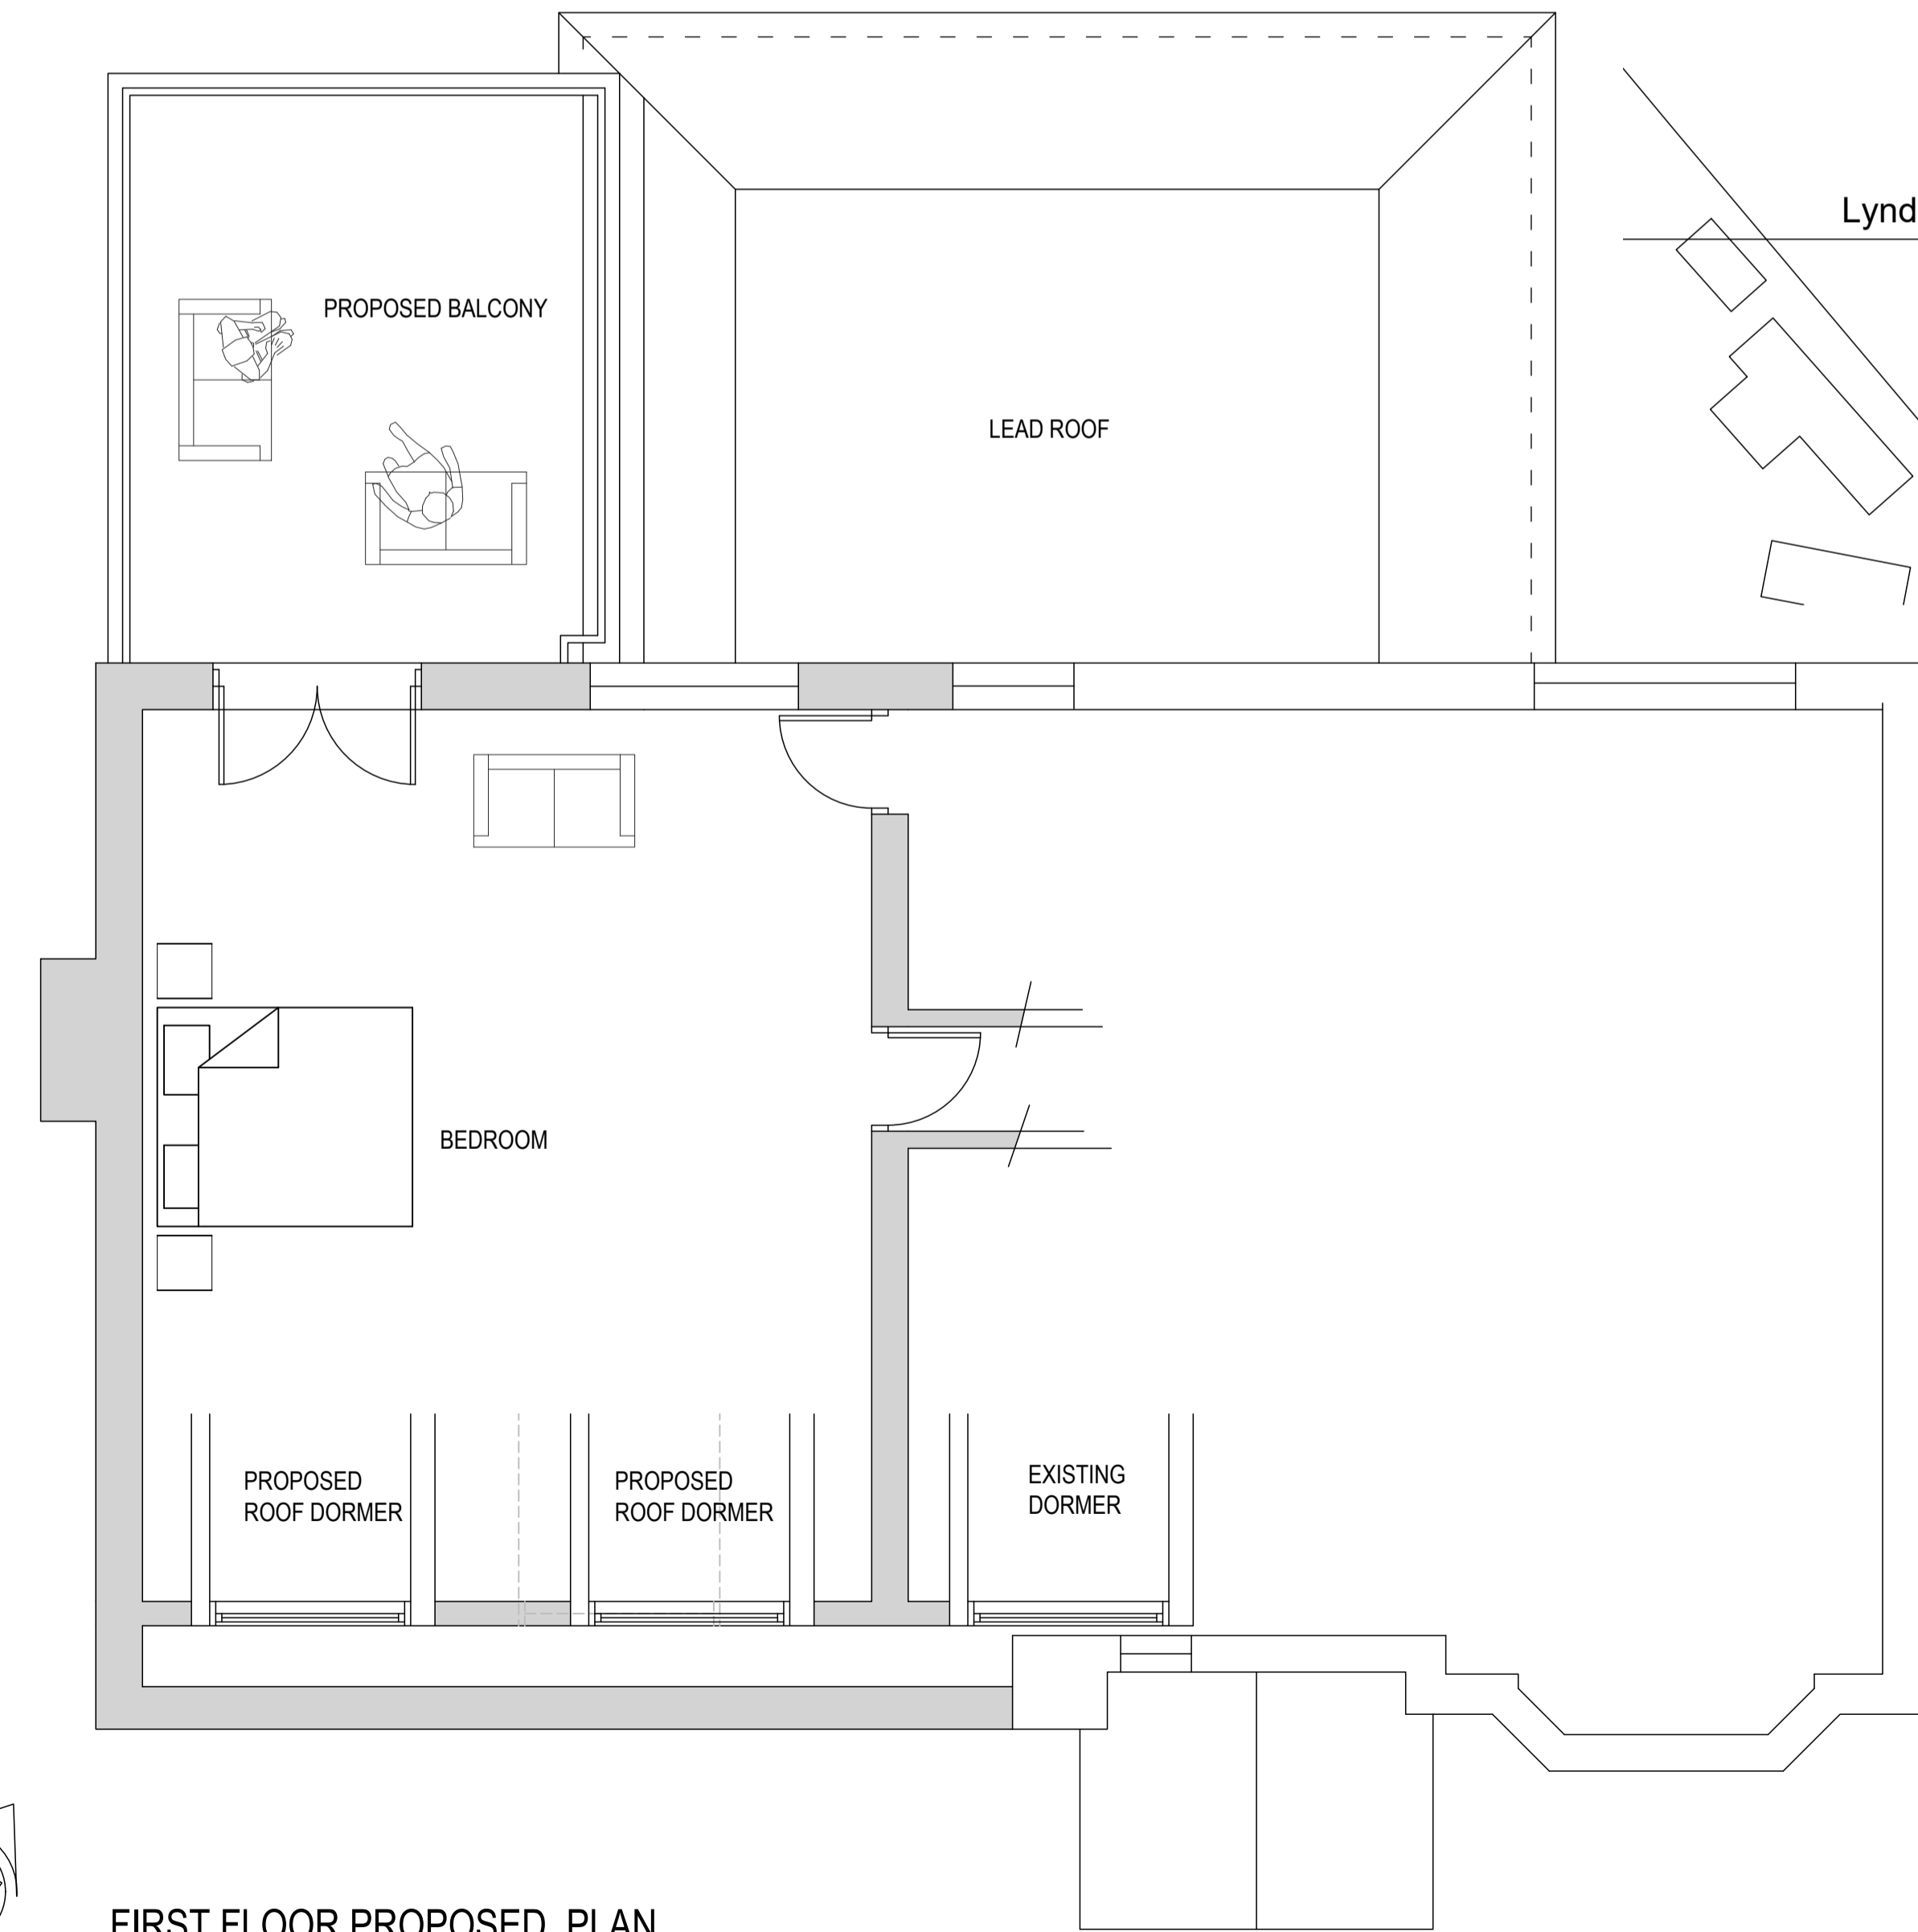 Lynd
PROPOSED BALCONY
LEAD ROOF
BEDROOM
PROPOSED
ROOF DORMER
PROPOSED
ROOF DORMER
EXISTING
DORMER
FIRST FLOOR PROPOSED PLAN